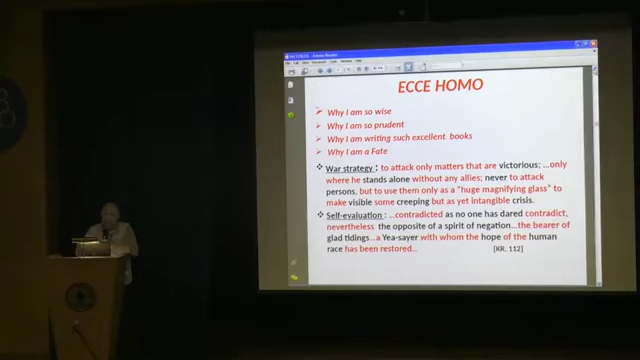 ECCE HOMO
Why I am so wise
Why I am so prudent
Why I am writing such excellent books
Why I am a Fate
War strategy : to attack only matters that are victorious; ...only
where he stands alone without any allies; never to attack
persons, but to use them only as a "huge magnifying glass" to
make visible some creeping but as yet intangible crisis.
Self-evaluation : ...contradicted as no one has dared contradict,
nevertheless the opposite of a spirit of negation...the bearer of
glad tidings...a Yea-sayer with whom the hope of the human
race has been restored...
[KR, 112]